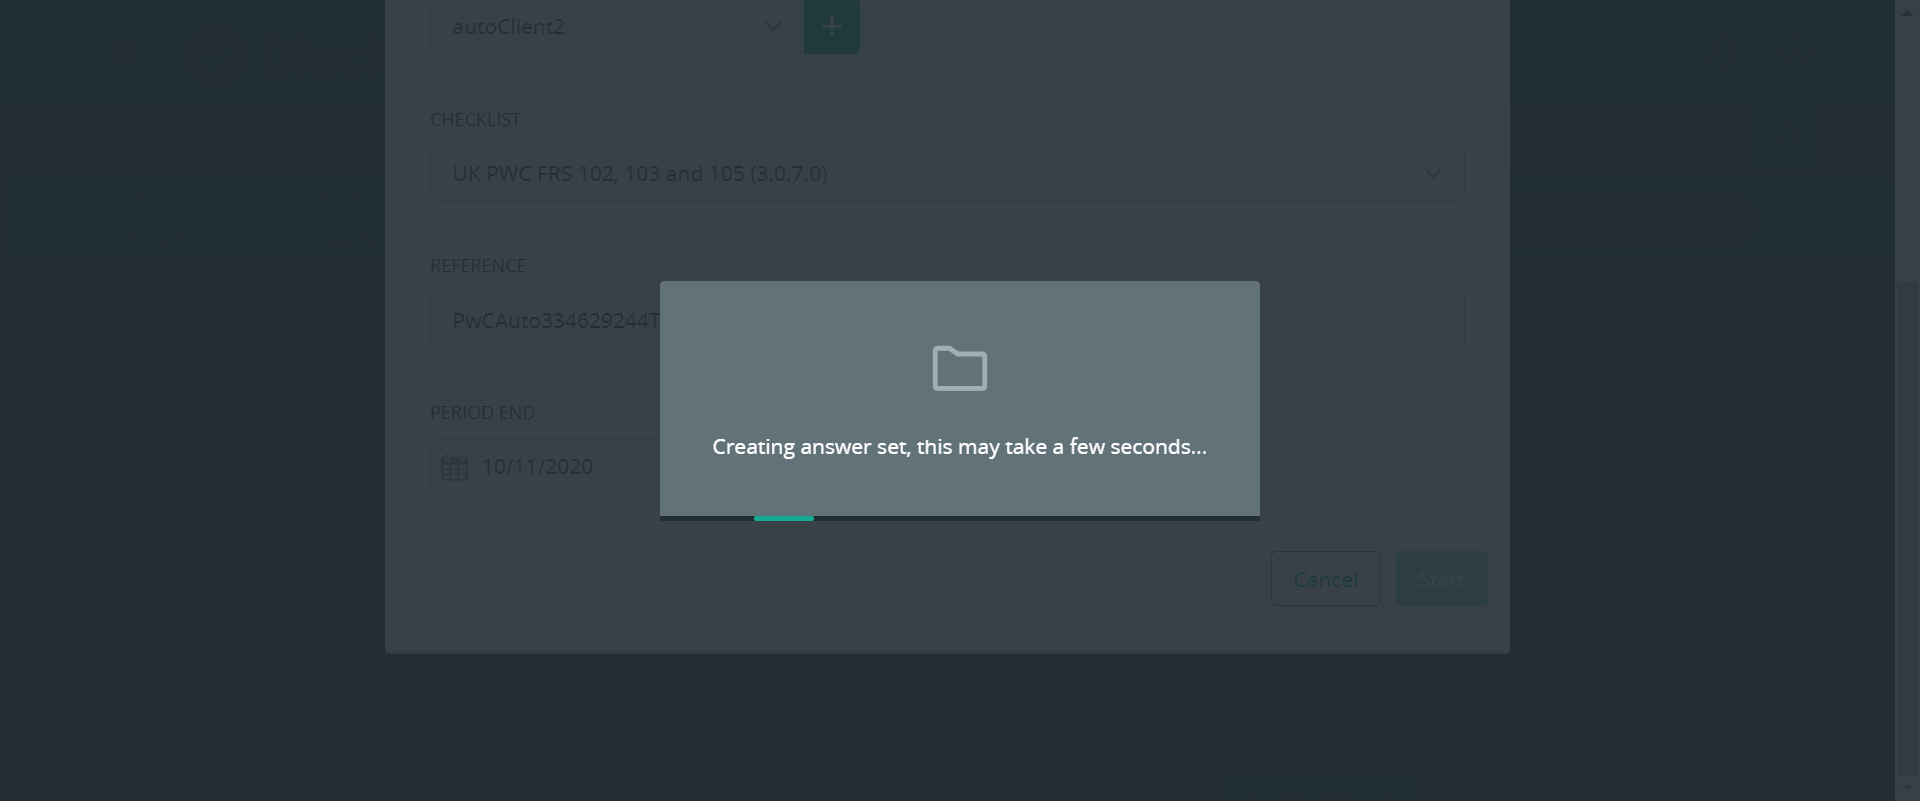 autoClient2
CHECKLIST
UK PWC FRS 102, 103 and 105 (3.0.7.0)
REFERENCE
PwCAuto334629244T
PERIOD END
10/11/2020
Creating answer set, this may take a few seconds...
Cancel
Start